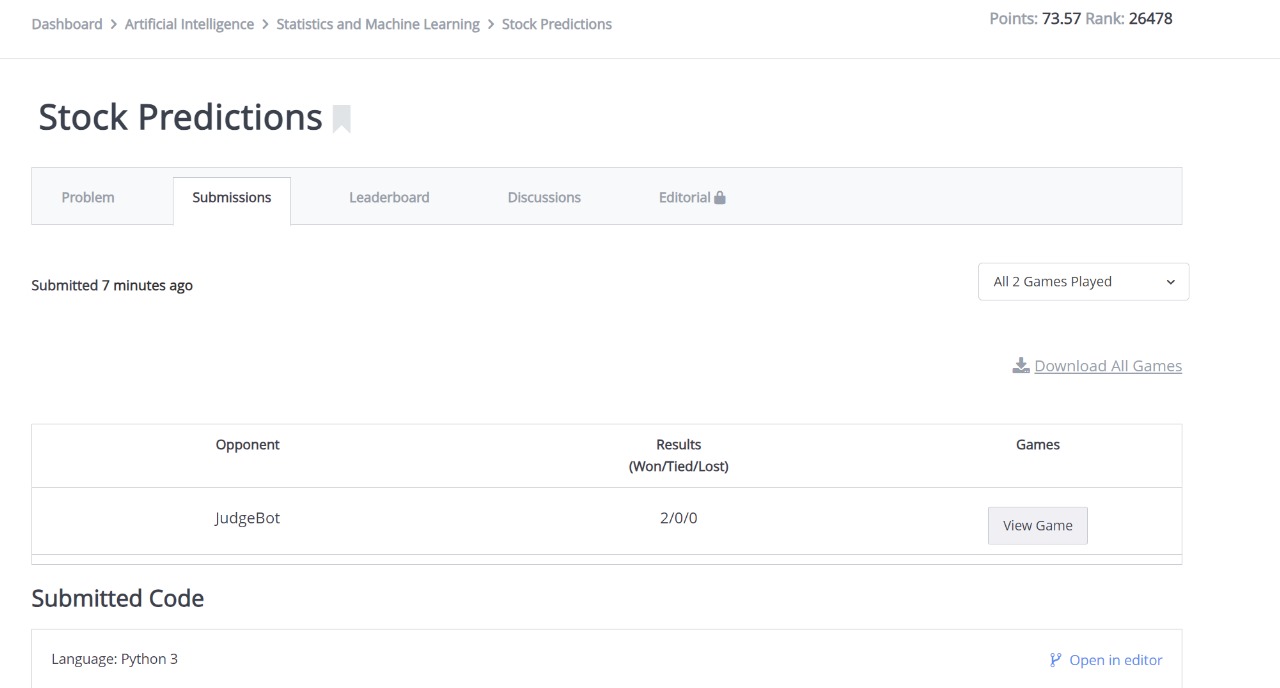 Dashboard > Artificial Intelligence > Statistics and Machine Learning > Stock Predictions
Points: 73.57 Rank: 26478
Stock Predictions
Problem Submissions Leaderboard Discussions Editorial
Submitted 7 minutes ago
All 2 Games Played
Download All Games
Opponent Results Games
(Won/Tied/Lost)
JudgeBot 2/0/0 View Game
Submitted Code
Language: Python 3 Open in editor